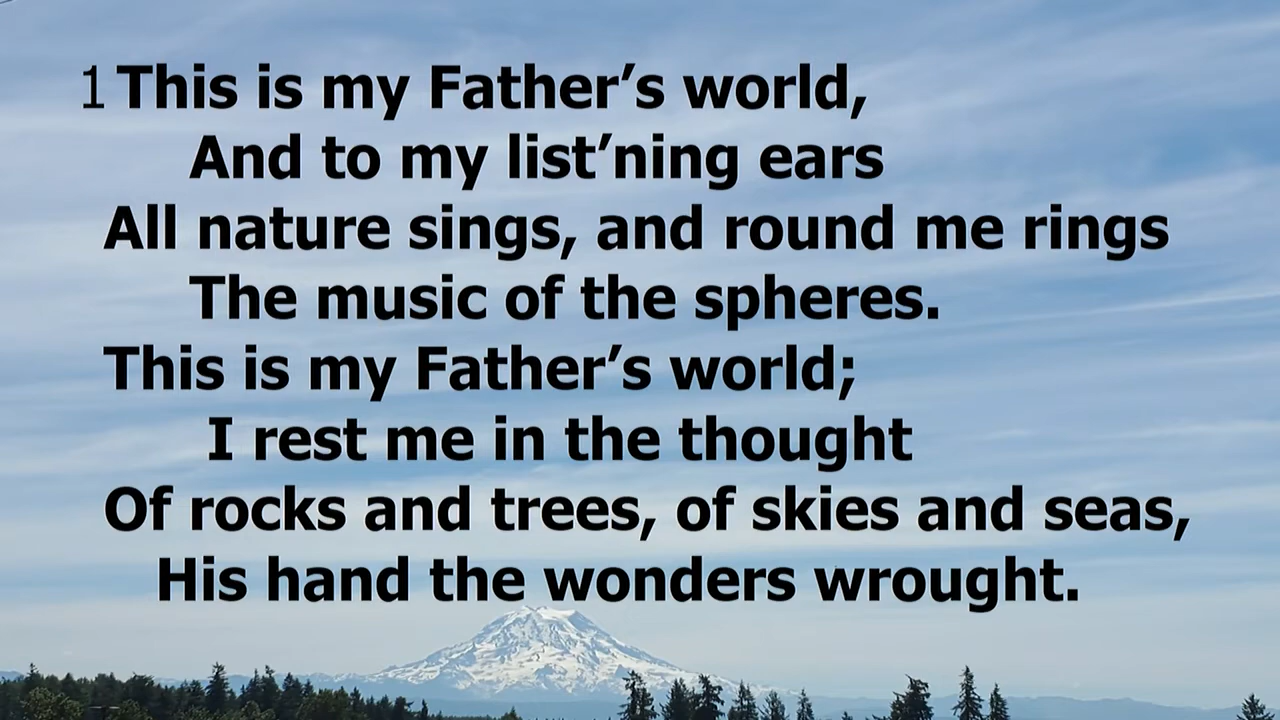 1 This is my Father’s world,
And to my list’ning ears
All nature sings, and round me rings
The music of the spheres.
This is my Father’s world;
I rest me in the thought
Of rocks and trees, of skies and seas,
His hand the wonders wrought.